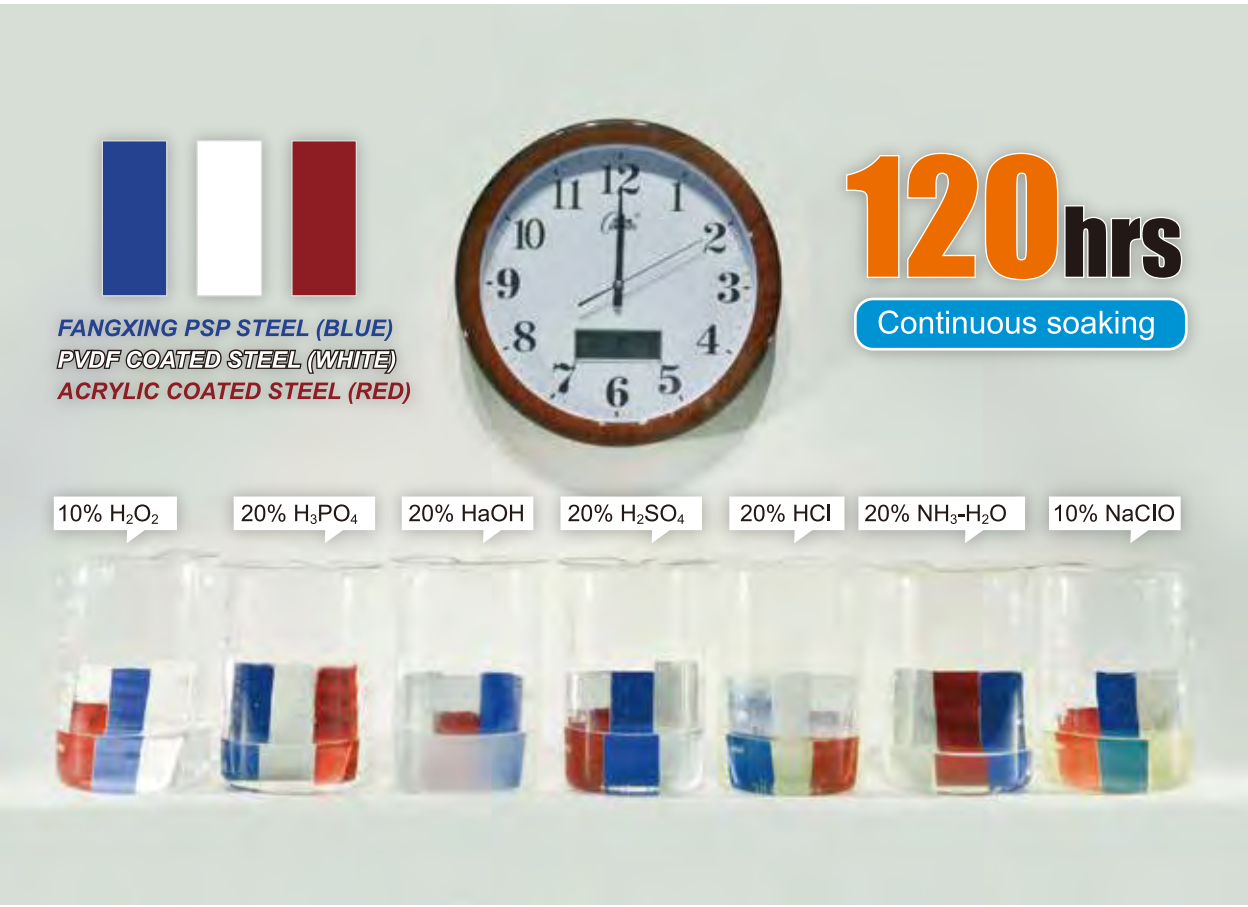 FANGXING PSP STEEL (BLUE)
PVDF COATED STEEL (WHITE)
ACRYLIC COATED STEEL (RED)
12
1
2
3
4
5
6
7
8
9
10
11
120hrs
Continuous soaking
10% H₂O₂
20% H₃PO₄
20% HaOH
20% H₂SO₄
20% HCl
20% NH₃-H₂O
10% NaClO